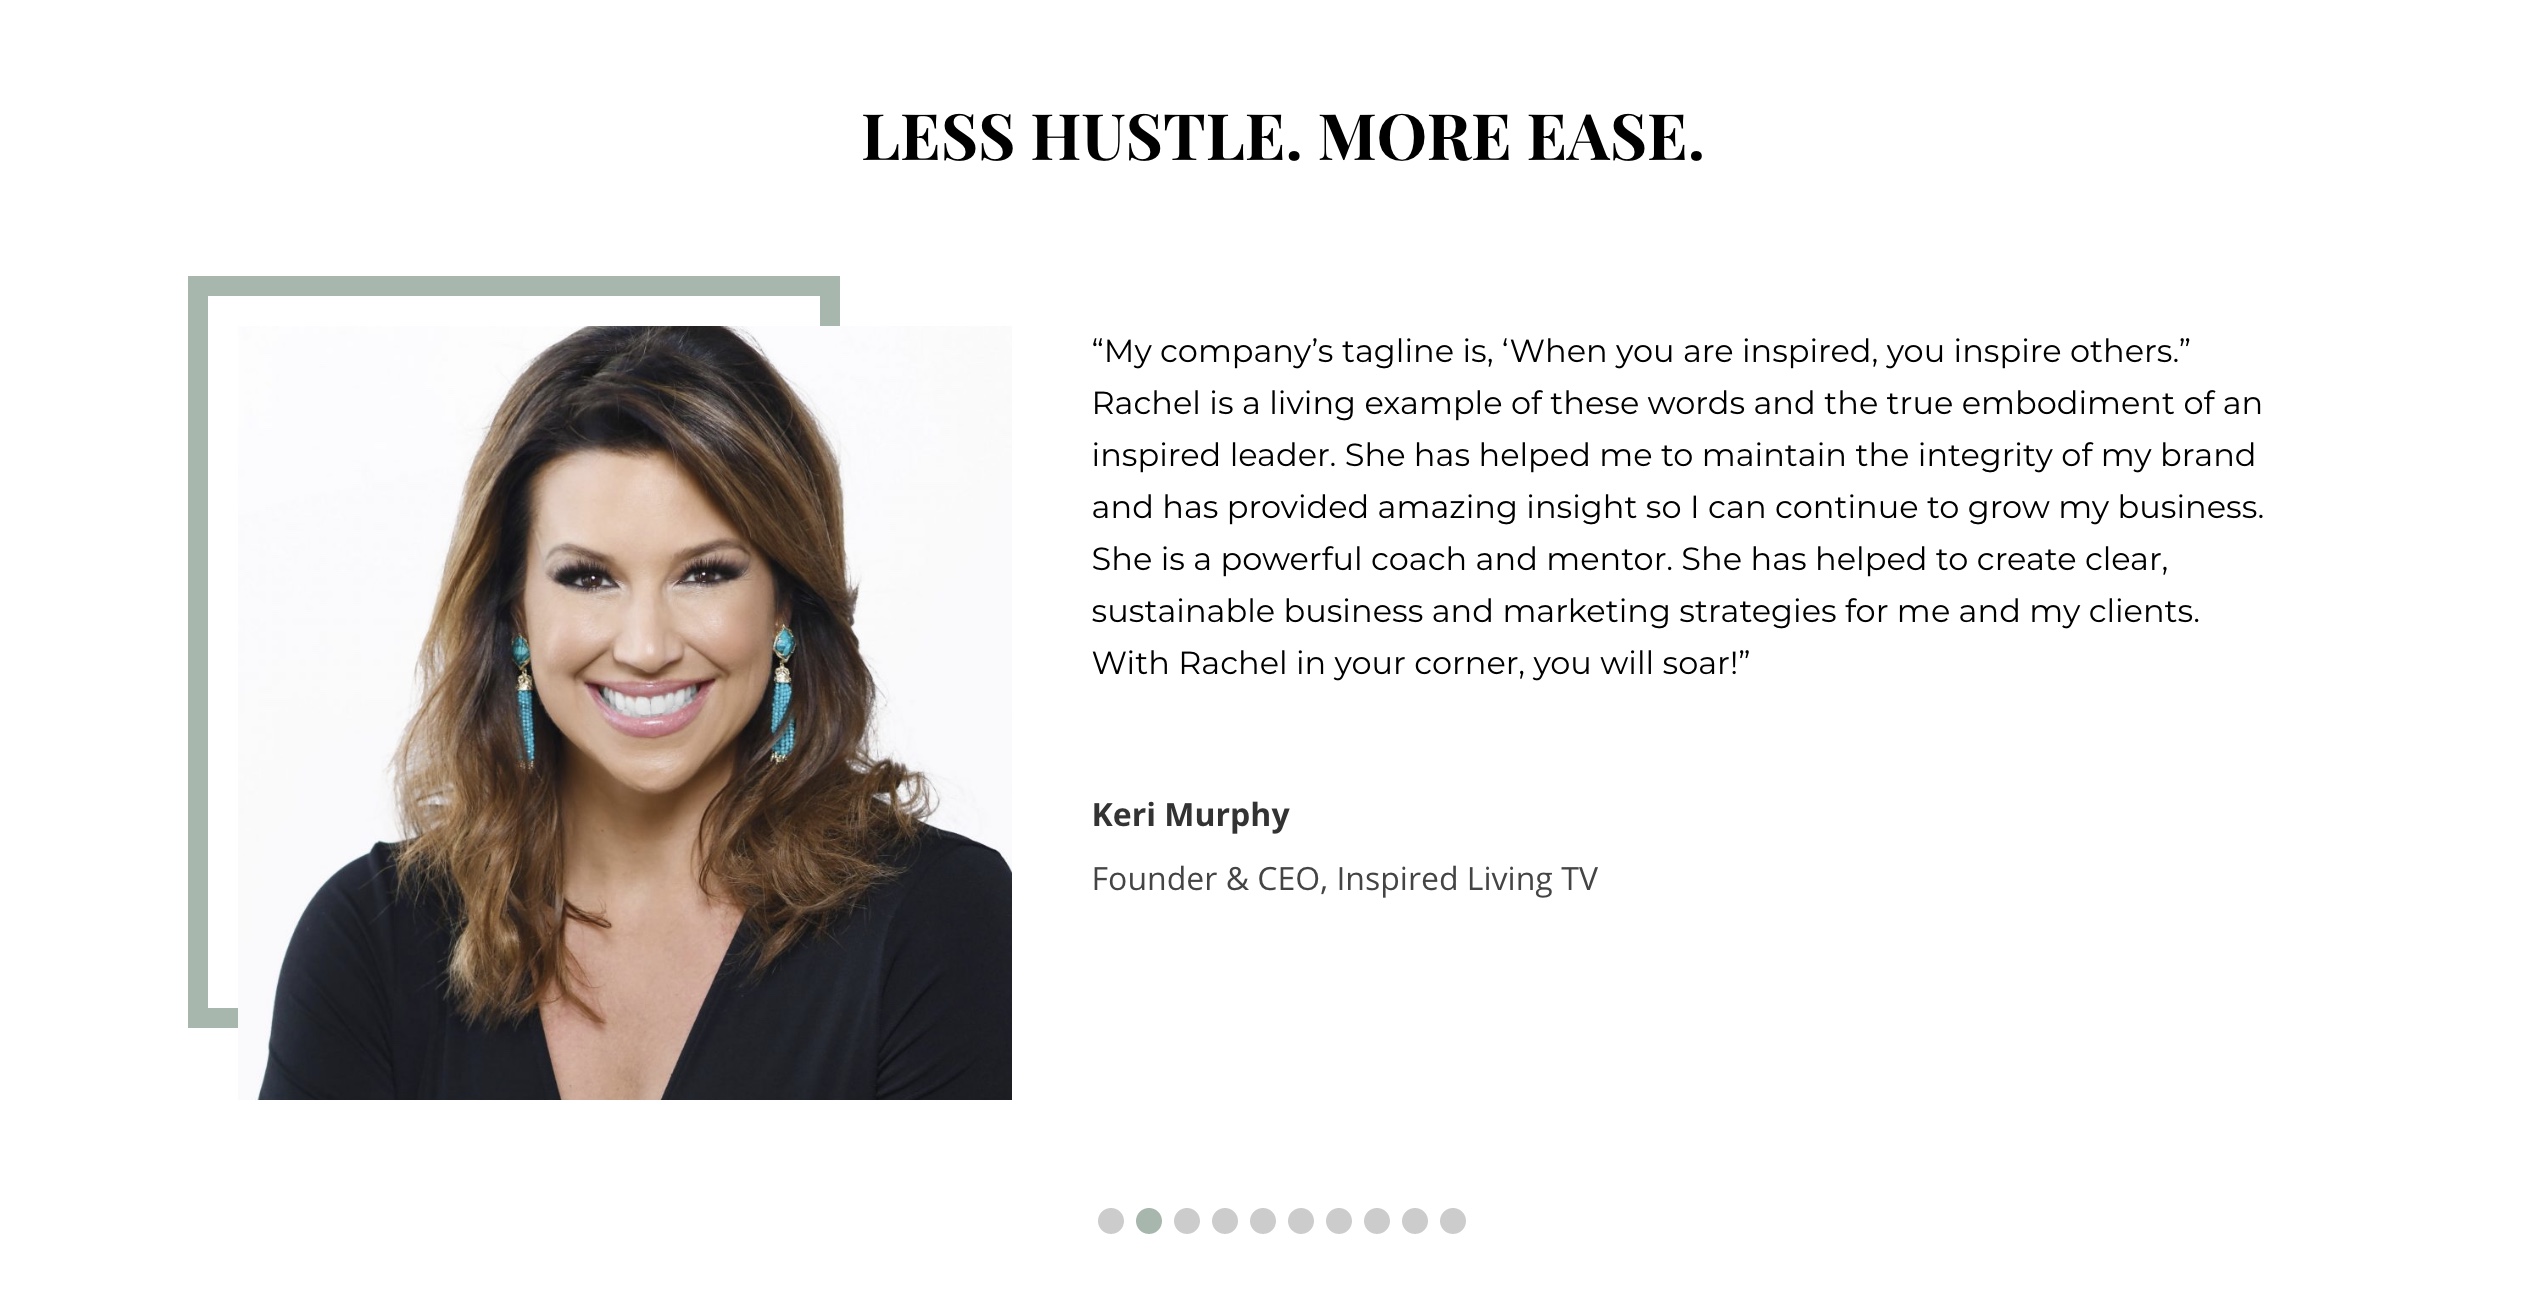 LESS HUSTLE. MORE EASE.
“My company’s tagline is, ‘When you are inspired, you inspire others.”
Rachel is a living example of these words and the true embodiment of an
inspired leader. She has helped me to maintain the integrity of my brand
and has provided amazing insight so I can continue to grow my business.
She is a powerful coach and mentor. She has helped to create clear,
sustainable business and marketing strategies for me and my clients.
With Rachel in your corner, you will soar!”
Keri Murphy
Founder & CEO, Inspired Living TV